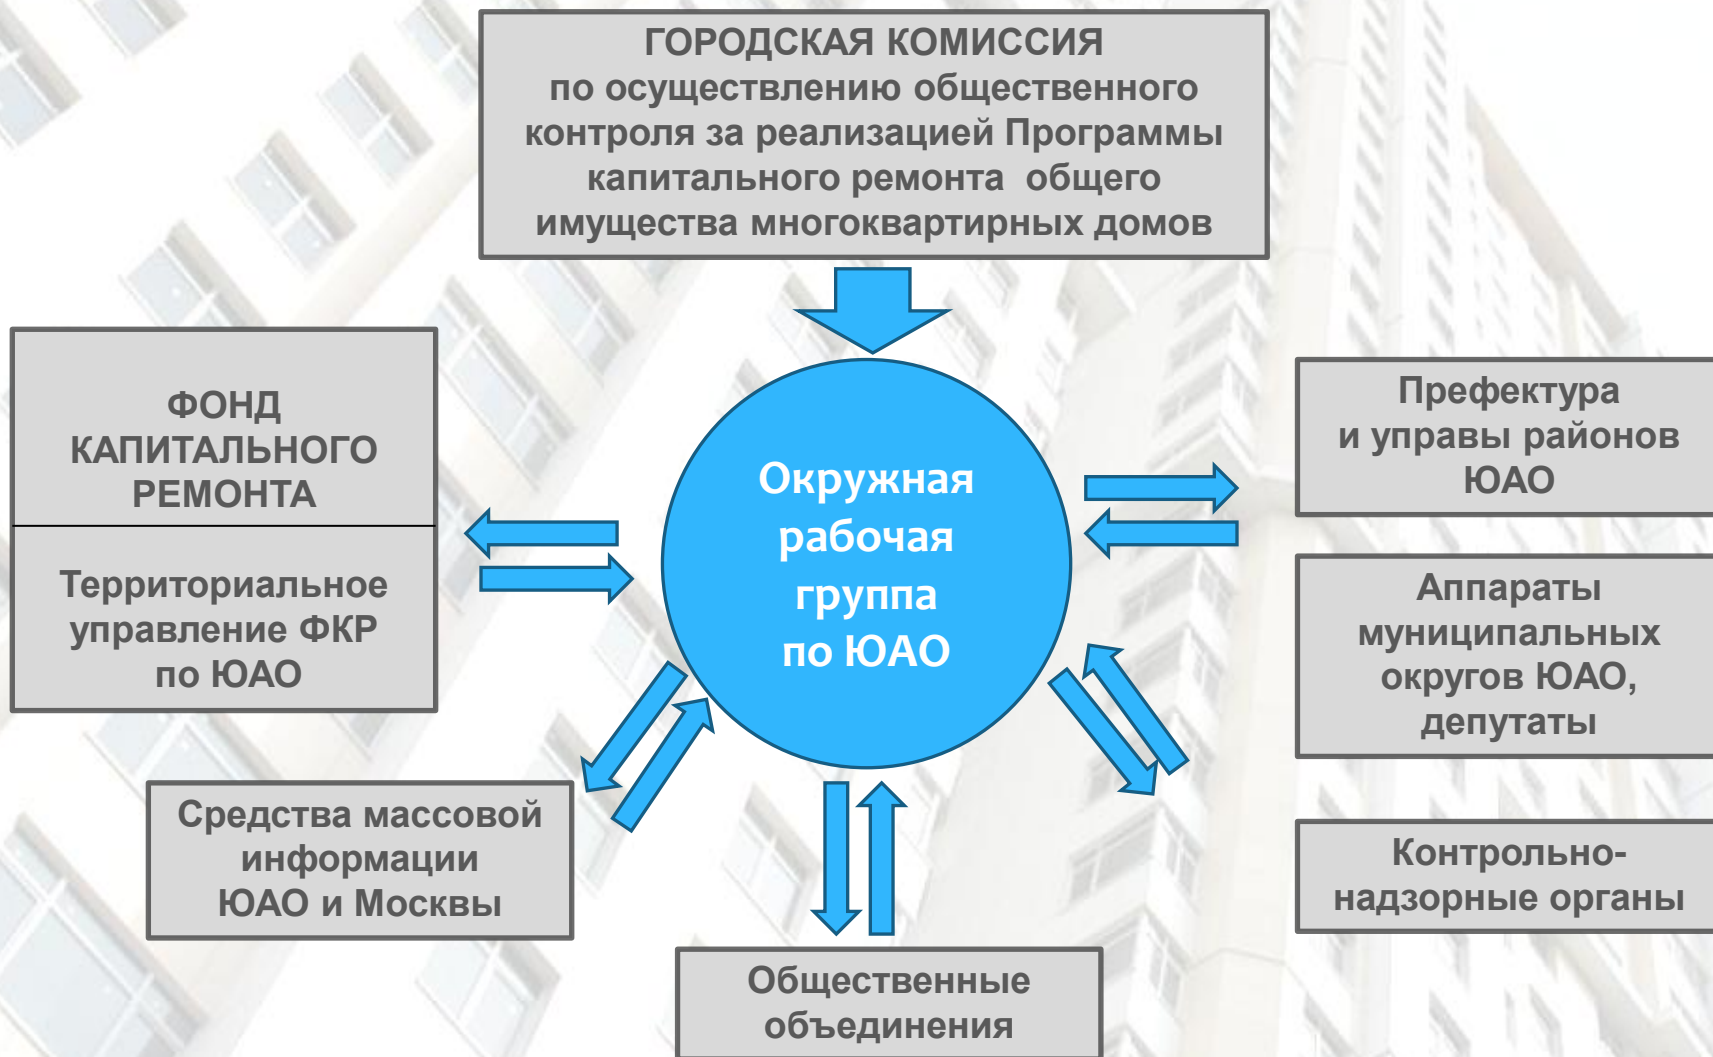 ГОРОДСКАЯ КОМИССИЯ
по осуществлению общественного
контроля за реализацией Программы
капитального ремонта общего
имущества многоквартирных домов
ФОНД
КАПИТАЛЬНОГО
РЕМОНТА
Территориальное
управление ФКР
по ЮАО
Окружная
рабочая
группа
по ЮАО
Префектура
и управы районов
ЮАО
Аппараты
муниципальных
округов ЮАО,
депутаты
Средства массовой
информации
ЮАО и Москвы
Контрольно-
надзорные органы
Общественные
объединения